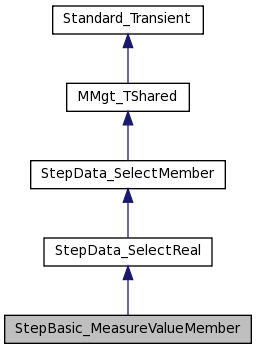 Standard_Transient
MMgt_TShared
StepData_SelectMember
StepData_SelectReal
StepBasic_MeasureValueMember